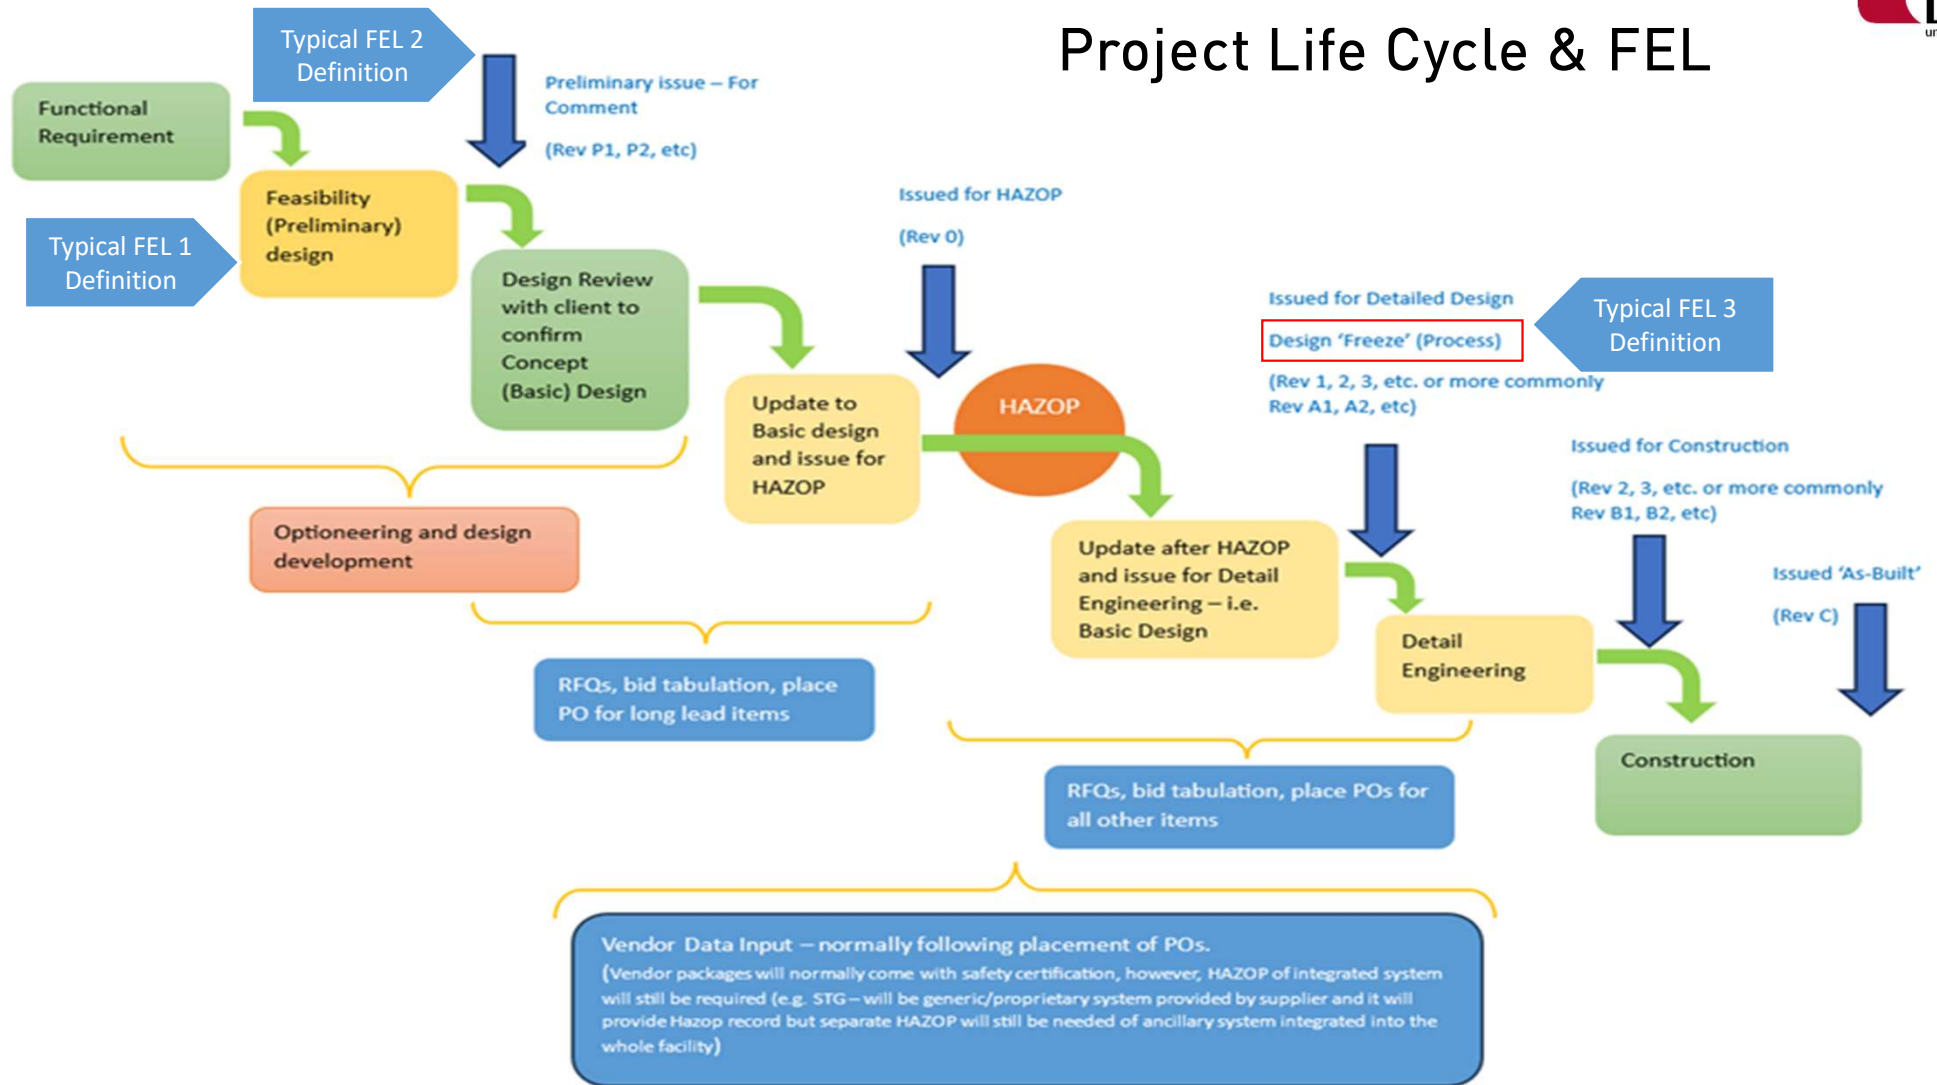 Project Life Cycle & FEL
Typical FEL 2
Definition
Preliminary issue – For
Comment
(Rev P1, P2, etc)
Functional
Requirement
Feasibility
(Preliminary)
design
Typical FEL 1
Definition
Issued for HAZOP
(Rev 0)
Design Review
with client to
confirm
Concept
(Basic) Design
Issued for Detailed Design
Design ‘Freeze’ (Process)
(Rev 1, 2, 3, etc. or more commonly
Rev A1, A2, etc)
Typical FEL 3
Definition
Update to
Basic design
and issue for
HAZOP
HAZOP
Issued for Construction
(Rev 2, 3, etc. or more commonly
Rev B1, B2, etc)
Optioneering and design
development
Update after HAZOP
and issue for Detail
Engineering – i.e.
Basic Design
Issued ‘As-Built’
(Rev C)
Detail
Engineering
RFQs, bid tabulation, place
PO for long lead items
Construction
RFQs, bid tabulation, place POs for
all other items
Vendor Data Input – normally following placement of POs.
(Vendor packages will normally come with safety certification, however, HAZOP of integrated system
will still be required (e.g. STG – will be generic/proprietary system provided by supplier and it will
provide Hazop record but separate HAZOP will still be needed of ancillary system integrated into the
whole facility)